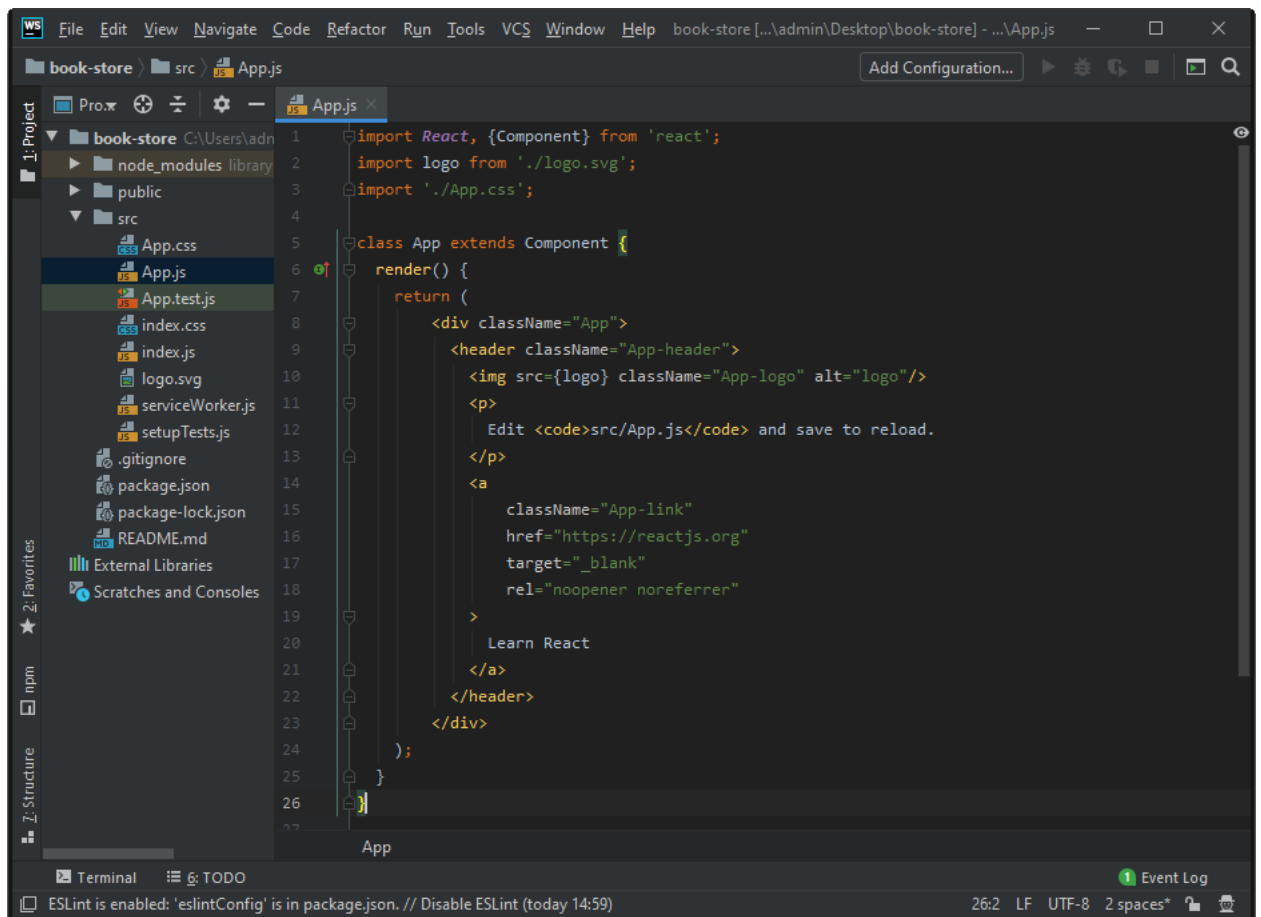 WS File Edit View Navigate Code Refactor Run Tools VCS Window Help book-store [...\admin\Desktop\book-store] - ...\App.js
book-store src App.js Add Configuration...
Pro.. App.js
1: Project
book-store C:\Users\adn
node_modules library
public
src
App.css
App.js
App.test.js
index.css
index.js
logo.svg
serviceWorker.js
setupTests.js
.gitignore
package.json
package-lock.json
README.md
External Libraries
Scratches and Consoles
2: Favorites
npm
7: Structure
1 import React, {Component} from 'react';
2 import logo from './logo.svg';
3 import './App.css';
4
5 class App extends Component {
6 render() {
7 return (
8 <div className="App">
9 <header className="App-header">
10 <img src={logo} className="App-logo" alt="logo"/>
11 <p>
12 Edit <code>src/App.js</code> and save to reload.
13 </p>
14 <a
15 className="App-link"
16 href="https://reactjs.org"
17 target="_blank"
18 rel="noopener noreferrer"
19 >
20 Learn React
21 </a>
22 </header>
23 </div>
24 );
25 }
26 }
27
App
Terminal 6: TODO 1 Event Log
ESLint is enabled: 'eslintConfig' is in package.json. // Disable ESLint (today 14:59) 26:2 LF UTF-8 2 spaces*